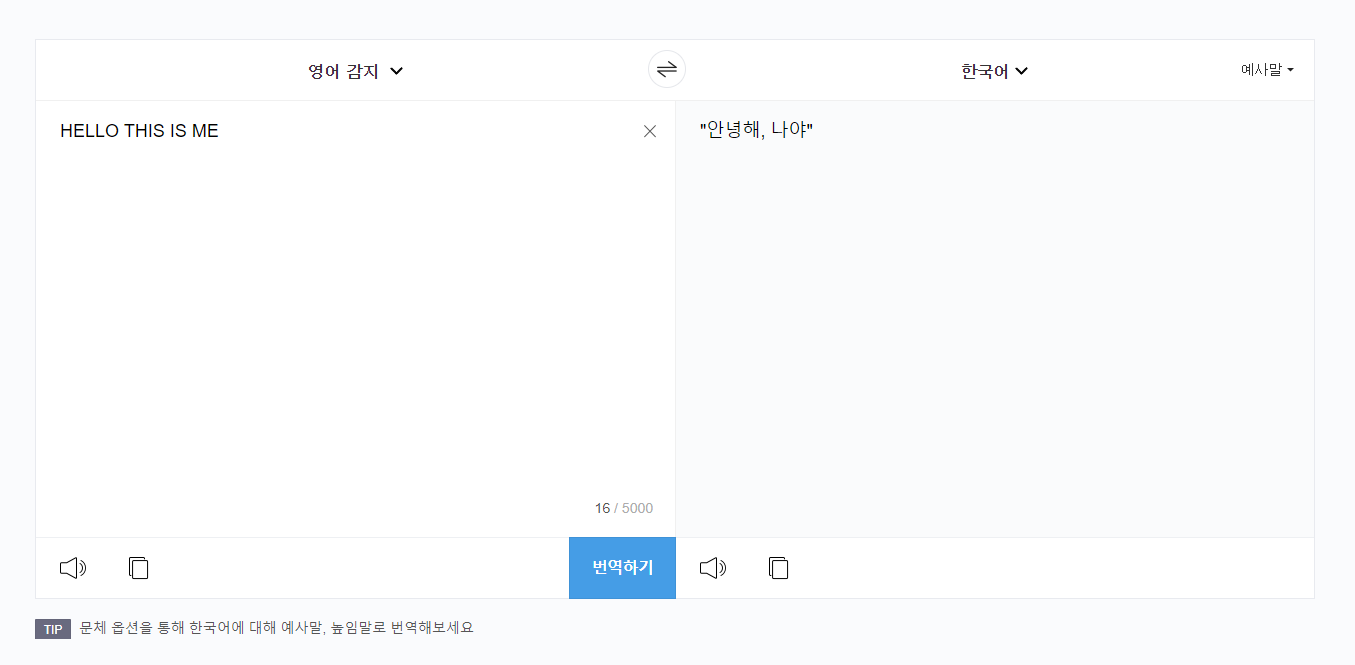 영어 감지
한국어
예사말
HELLO THIS IS ME
"안녕해, 나야"
16 / 5000
번역하기
TIP 문체 옵션을 통해 한국어에 대해 예사말, 높임말로 번역해보세요